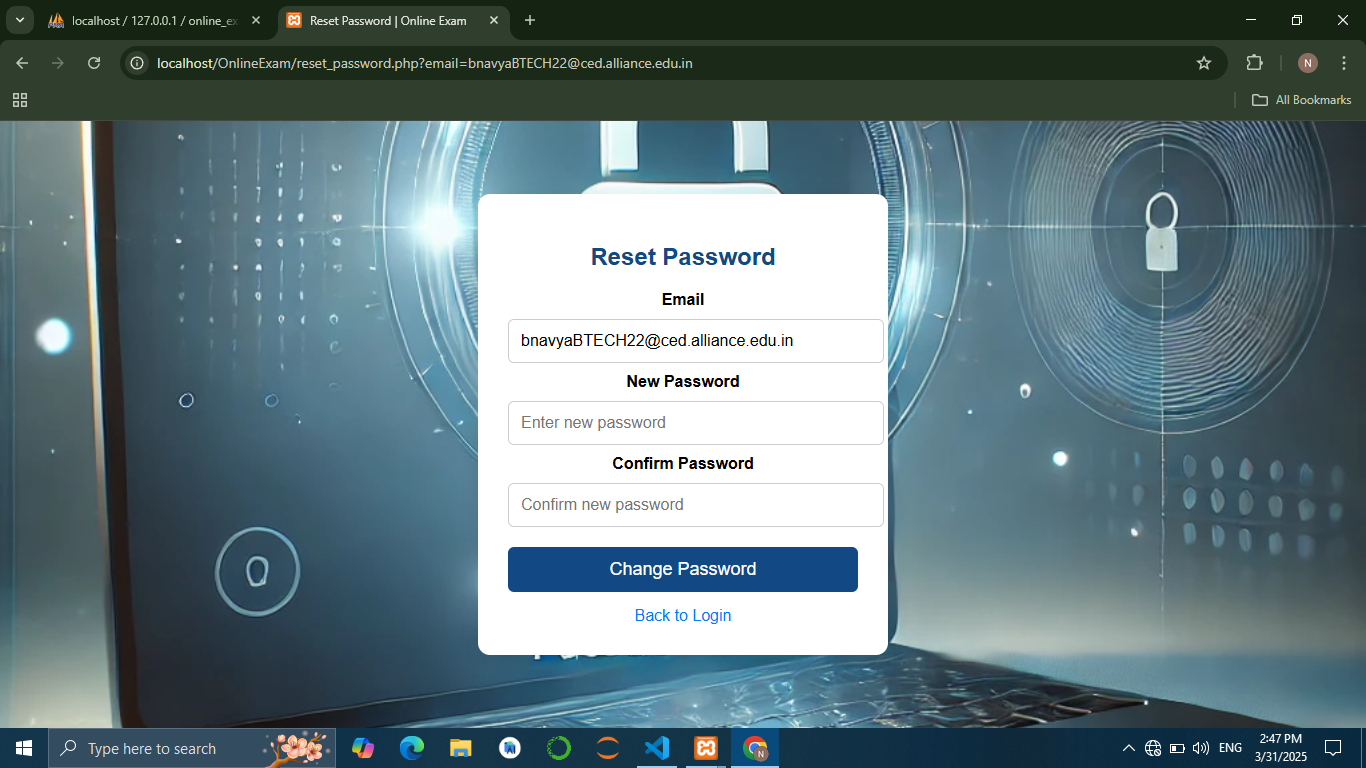 localhost / 127.0.0.1 / online_ex
Reset Password | Online Exam
localhost/OnlineExam/reset_password.php?email=bnavyaBTECH22@ced.alliance.edu.in
N
All Bookmarks
Reset Password
Email
bnavyaBTECH22@ced.alliance.edu.in
New Password
Enter new password
Confirm Password
Confirm new password
Change Password
Back to Login
Type here to search
N
ENG
2:47 PM
3/31/2025